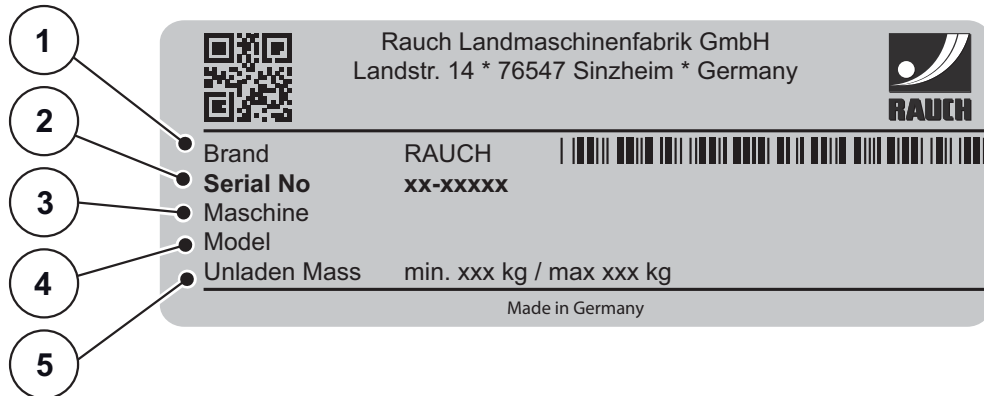 Rauch Landmaschinenfabrik GmbH
Landstr. 14 * 76547 Sinzheim * Germany
RAUCH
1
Brand RAUCH
2
Serial No xx-xxxxx
3
Maschine
4
Model
5
Unladen Mass min. xxx kg / max xxx kg
Made in Germany